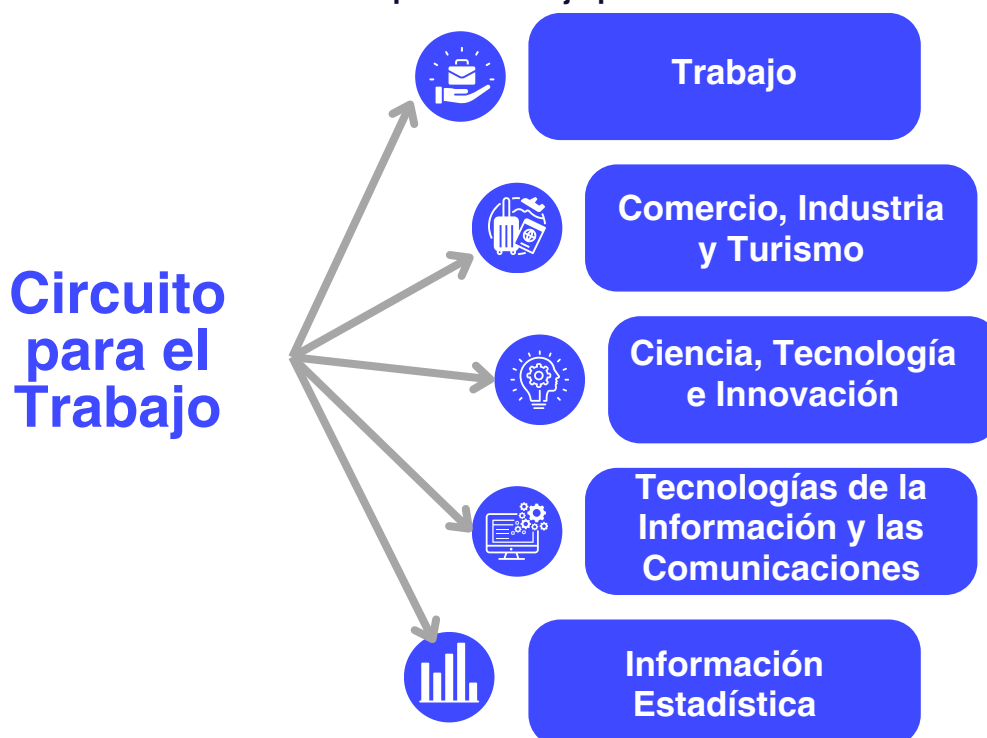 Trabajo
Comercio, Industria
y Turismo
Circuito
para el
Trabajo
Ciencia, Tecnología
e Innovación
Tecnologías de la
Información y las
Comunicaciones
Información
Estadística